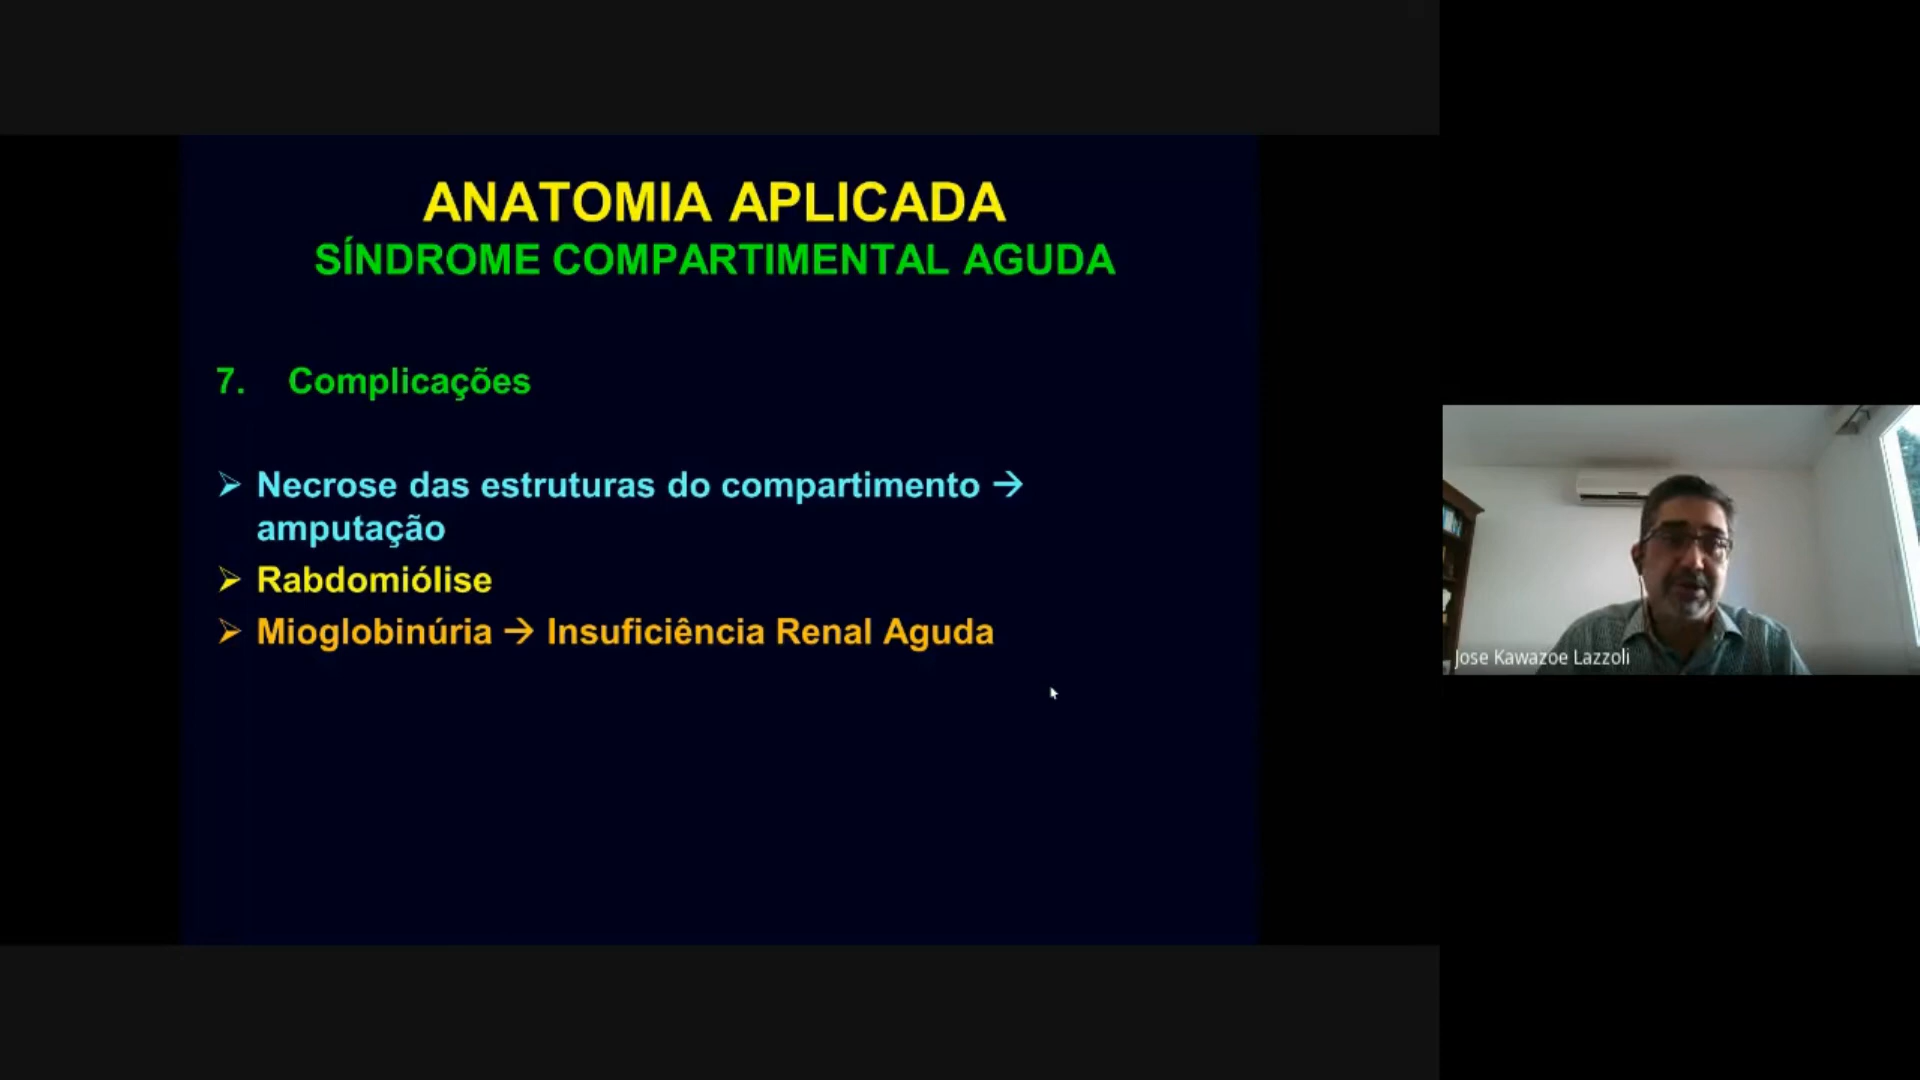 ANATOMIA APLICADA
SÍNDROME COMPARTIMENTAL AGUDA
7. Complicações
➢ Necrose das estruturas do compartimento →
amputação
➢ Rabdomiólise
➢ Mioglobinúria → Insuficiência Renal Aguda
Jose Kawazoe Lazzoli